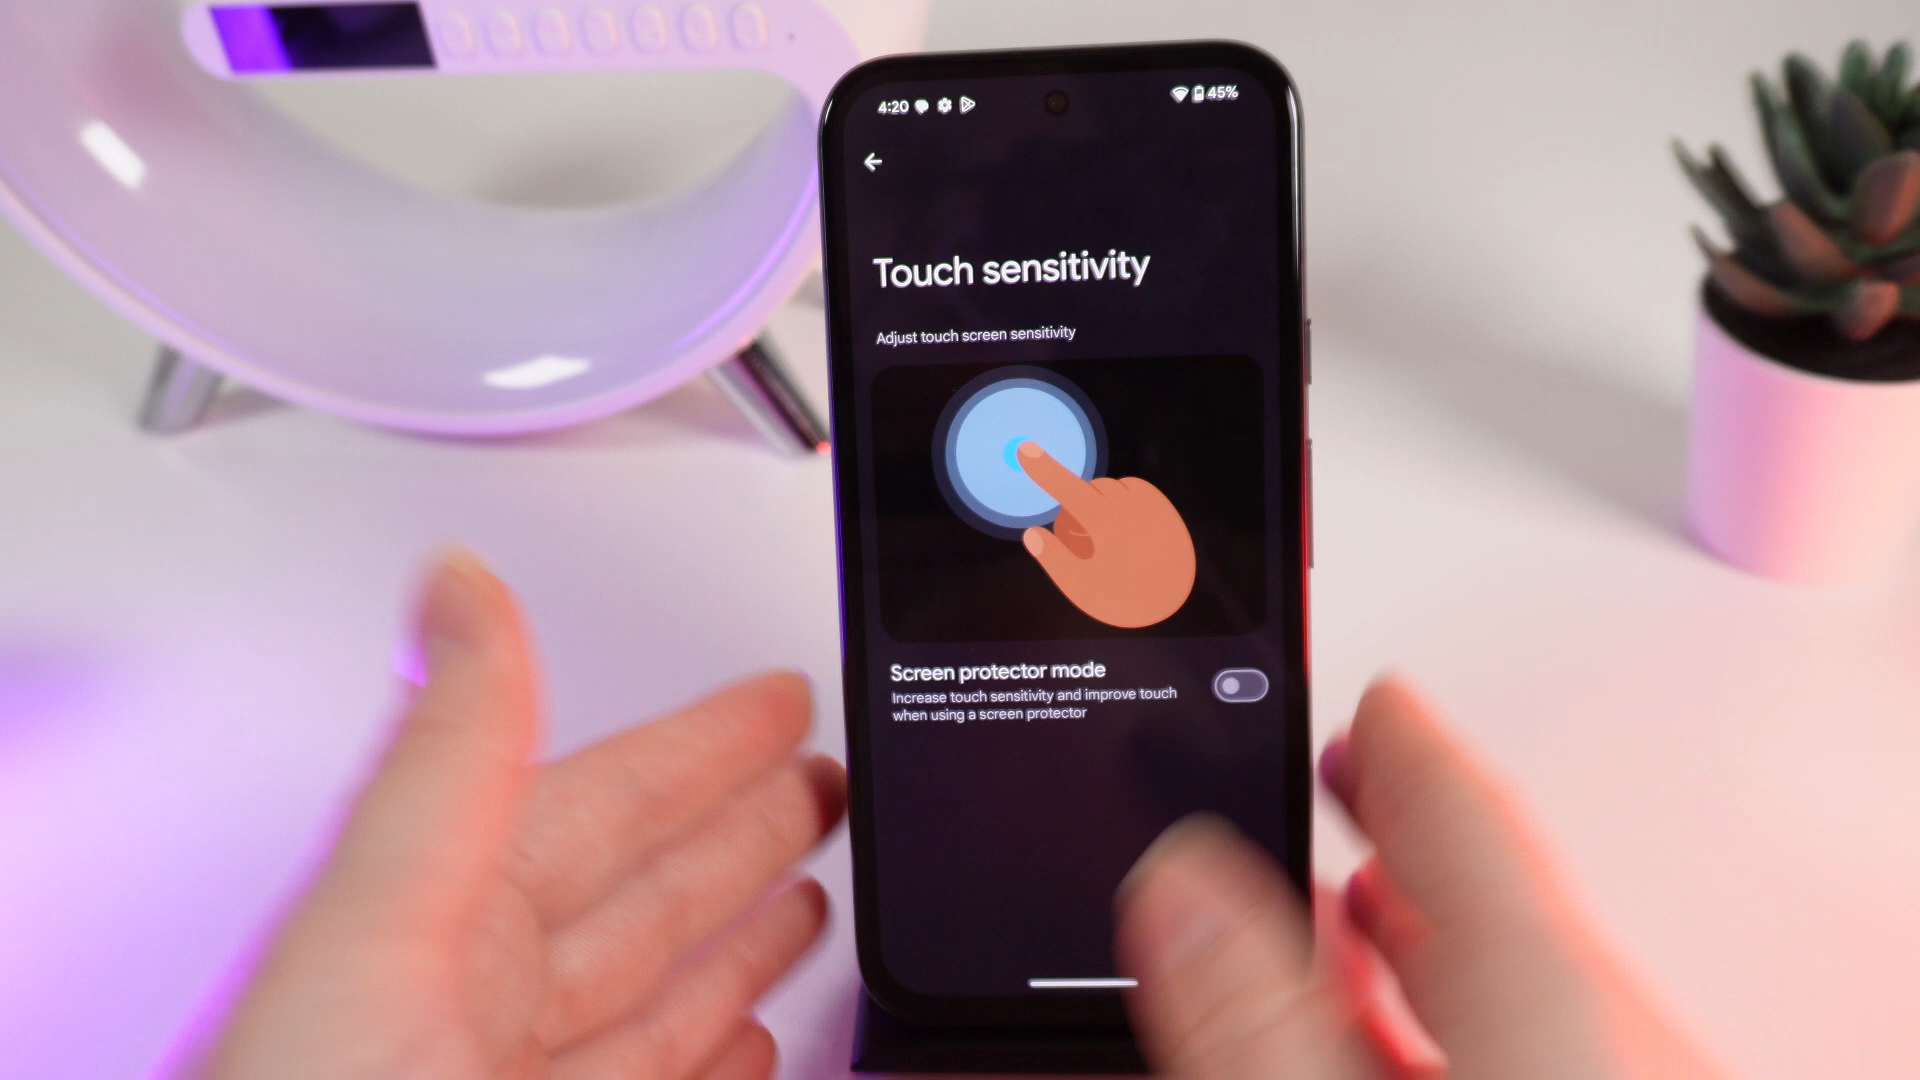 4:20
45%
Touch sensitivity
Adjust touch screen sensitivity
Screen protector mode
Increase touch sensitivity and improve touch
when using a screen protector